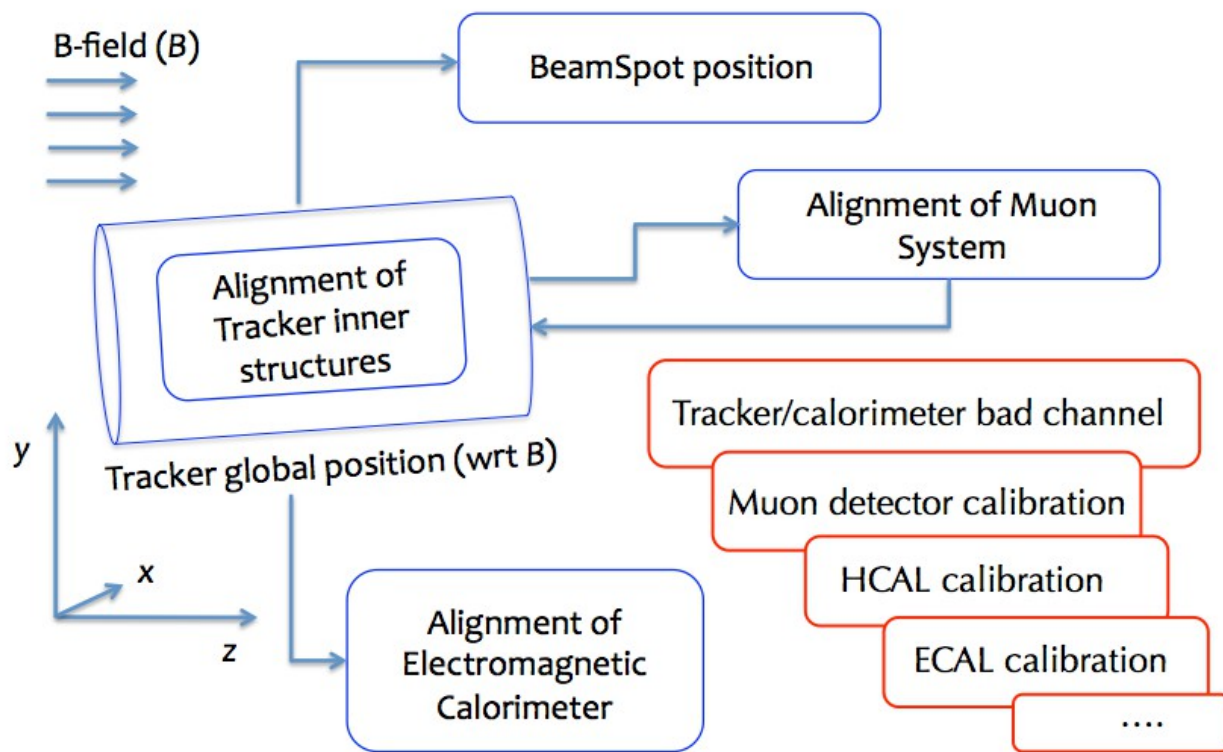 B-field (B)
BeamSpot position
Alignment of Muon
System
Alignment of
Tracker inner
structures
Tracker global position (wrt B)
y
x
z
Alignment of
Electromagnetic
Calorimeter
Tracker/calorimeter bad channel
Muon detector calibration
HCAL calibration
ECAL calibration
....